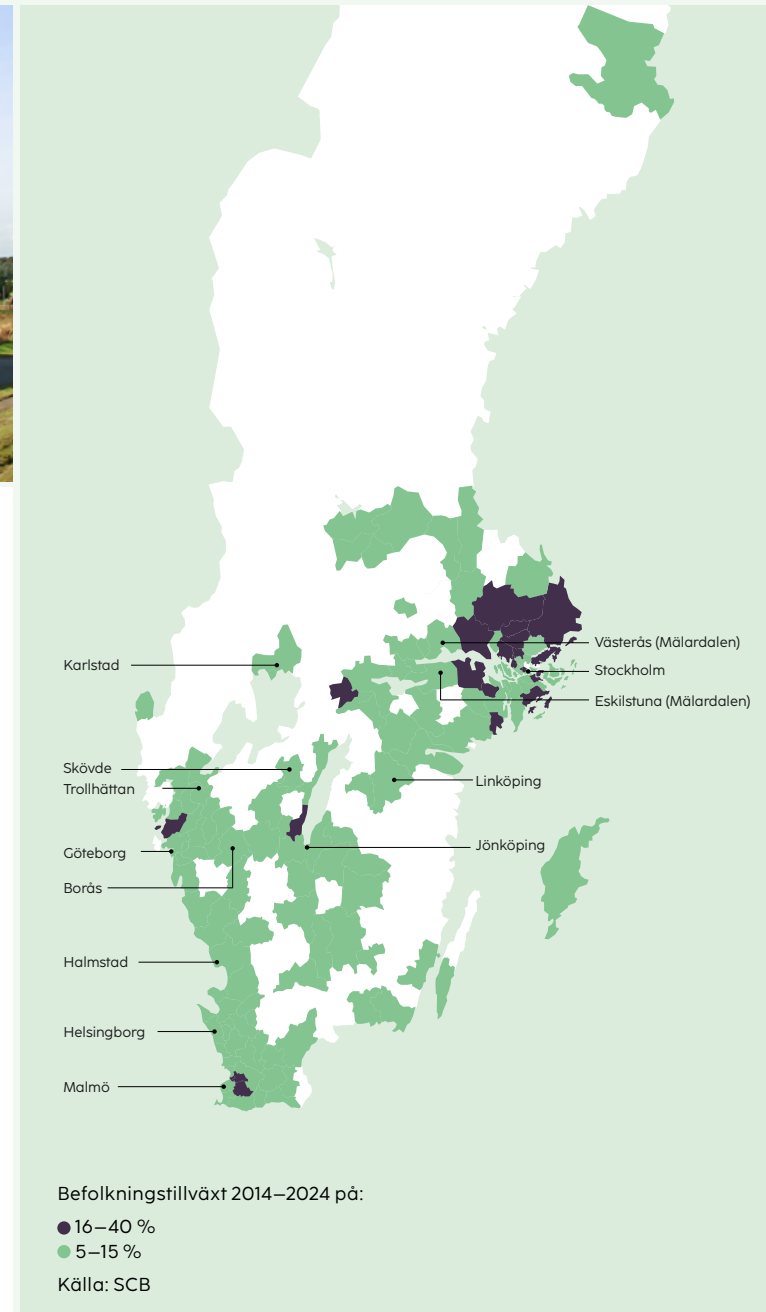 Västerås (Mälardalen)
Karlstad
Stockholm
Eskilstuna (Mälardalen)
Skövde
Linköping
Trollhättan
Jönköping
Göteborg
Borås
Halmstad
Helsingborg
Malmö
Befolkningstillväxt 2014–2024 på:
16–40 %
5–15 %
Källa: SCB